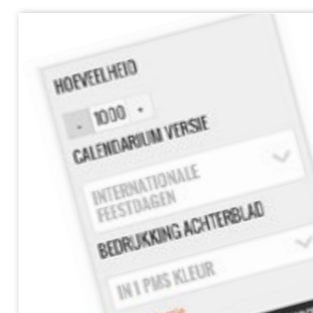 HOEVEELHEID
- 1000 +
CALENDARIUM VERSIE
INTERNATIONALE
FEESTDAGEN
BEDRUKKING ACHTERBLAD
IN 1 PMS KLEUR